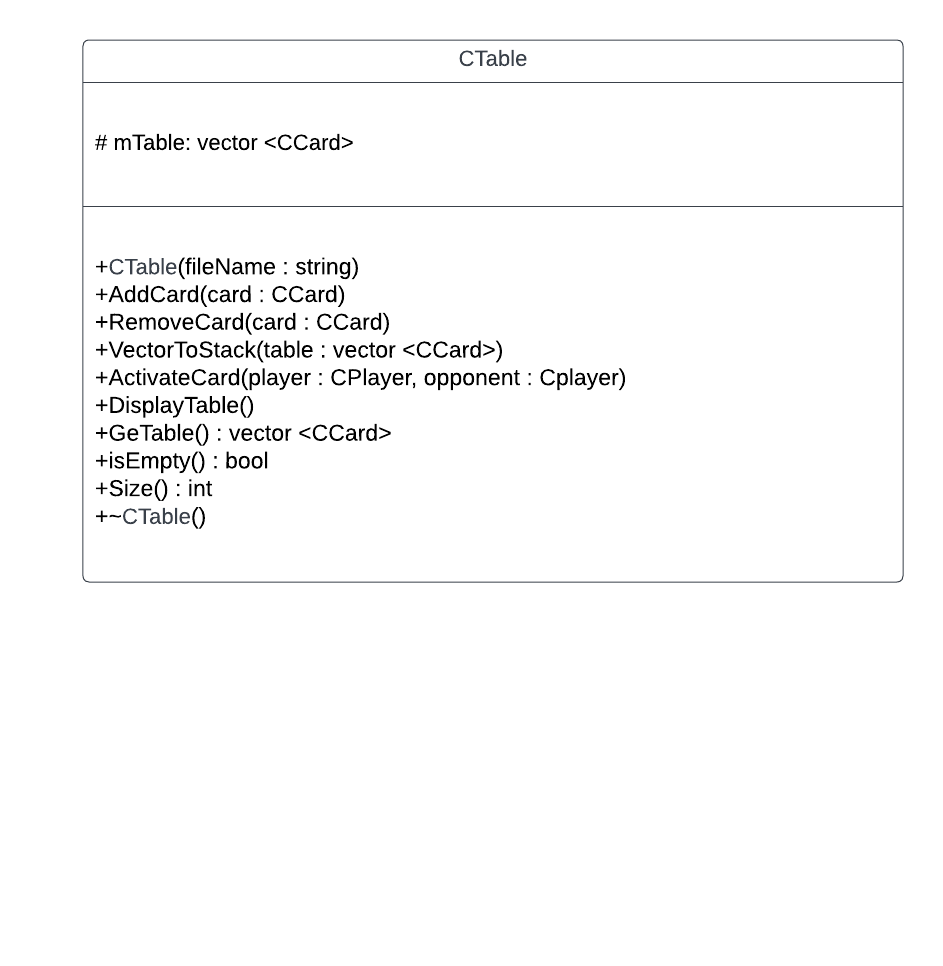 CTable
# mTable: vector <CCard>
+CTable(fileName : string)
+AddCard(card : CCard)
+RemoveCard(card : CCard)
+VectorToStack(table : vector <CCard>)
+ActivateCard(player : CPlayer, opponent : Cplayer)
+DisplayTable()
+GeTable() : vector <CCard>
+isEmpty() : bool
+Size() : int
+~CTable()